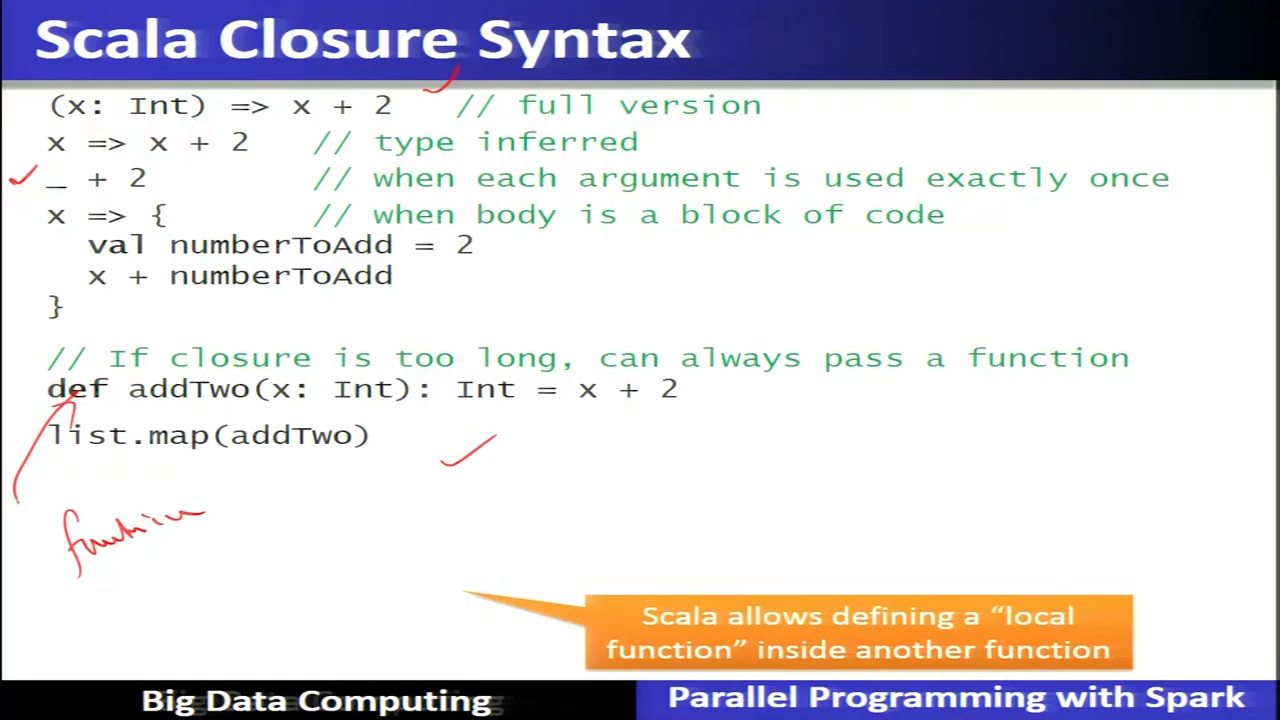 Scala Closure Syntax
(x: Int) => x + 2 // full version
x => x + 2 // type inferred
_ + 2 // when each argument is used exactly once
x => { // when body is a block of code
val numberToAdd = 2
x + numberToAdd
}
// If closure is too long, can always pass a function
def addTwo(x: Int): Int = x + 2
list.map(addTwo)
function
Scala allows defining a “local
function” inside another function
Big Data Computing
Parallel Programming with Spark